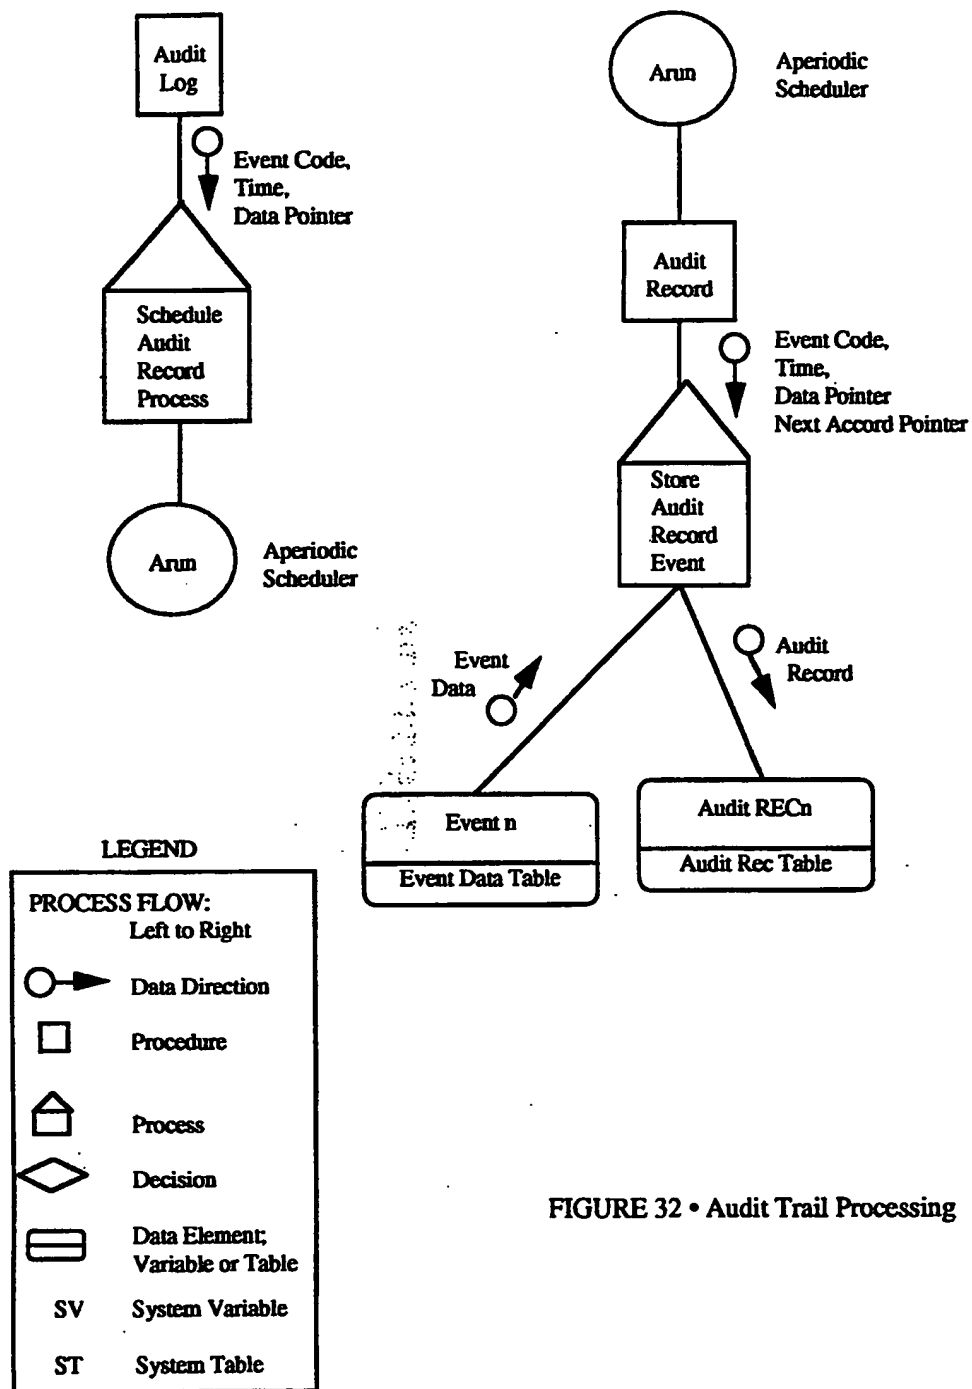 Audit
Log
Event Code,
Time,
Data Pointer
Schedule
Audit
Record
Process
Arun
Aperiodic
Scheduler
Arun
Aperiodic
Scheduler
Audit
Record
Event Code,
Time,
Data Pointer
Next Accord Pointer
Store
Audit
Record
Event
Event
Data
Audit
Record
Event n
Event Data Table
Audit RECn
Audit Rec Table
LEGEND
PROCESS FLOW:
Left to Right
Data Direction
Procedure
Process
Decision
Data Element;
Variable or Table
SV System Variable
ST System Table
FIGURE 32 • Audit Trail Processing